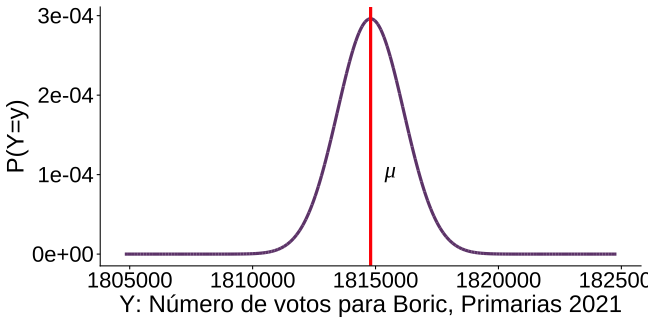 P(Y=y)
3e-04
2e-04
1e-04
0e+00
μ
1805000 1810000 1815000 1820000 182500
Y: Número de votos para Boric, Primarias 2021